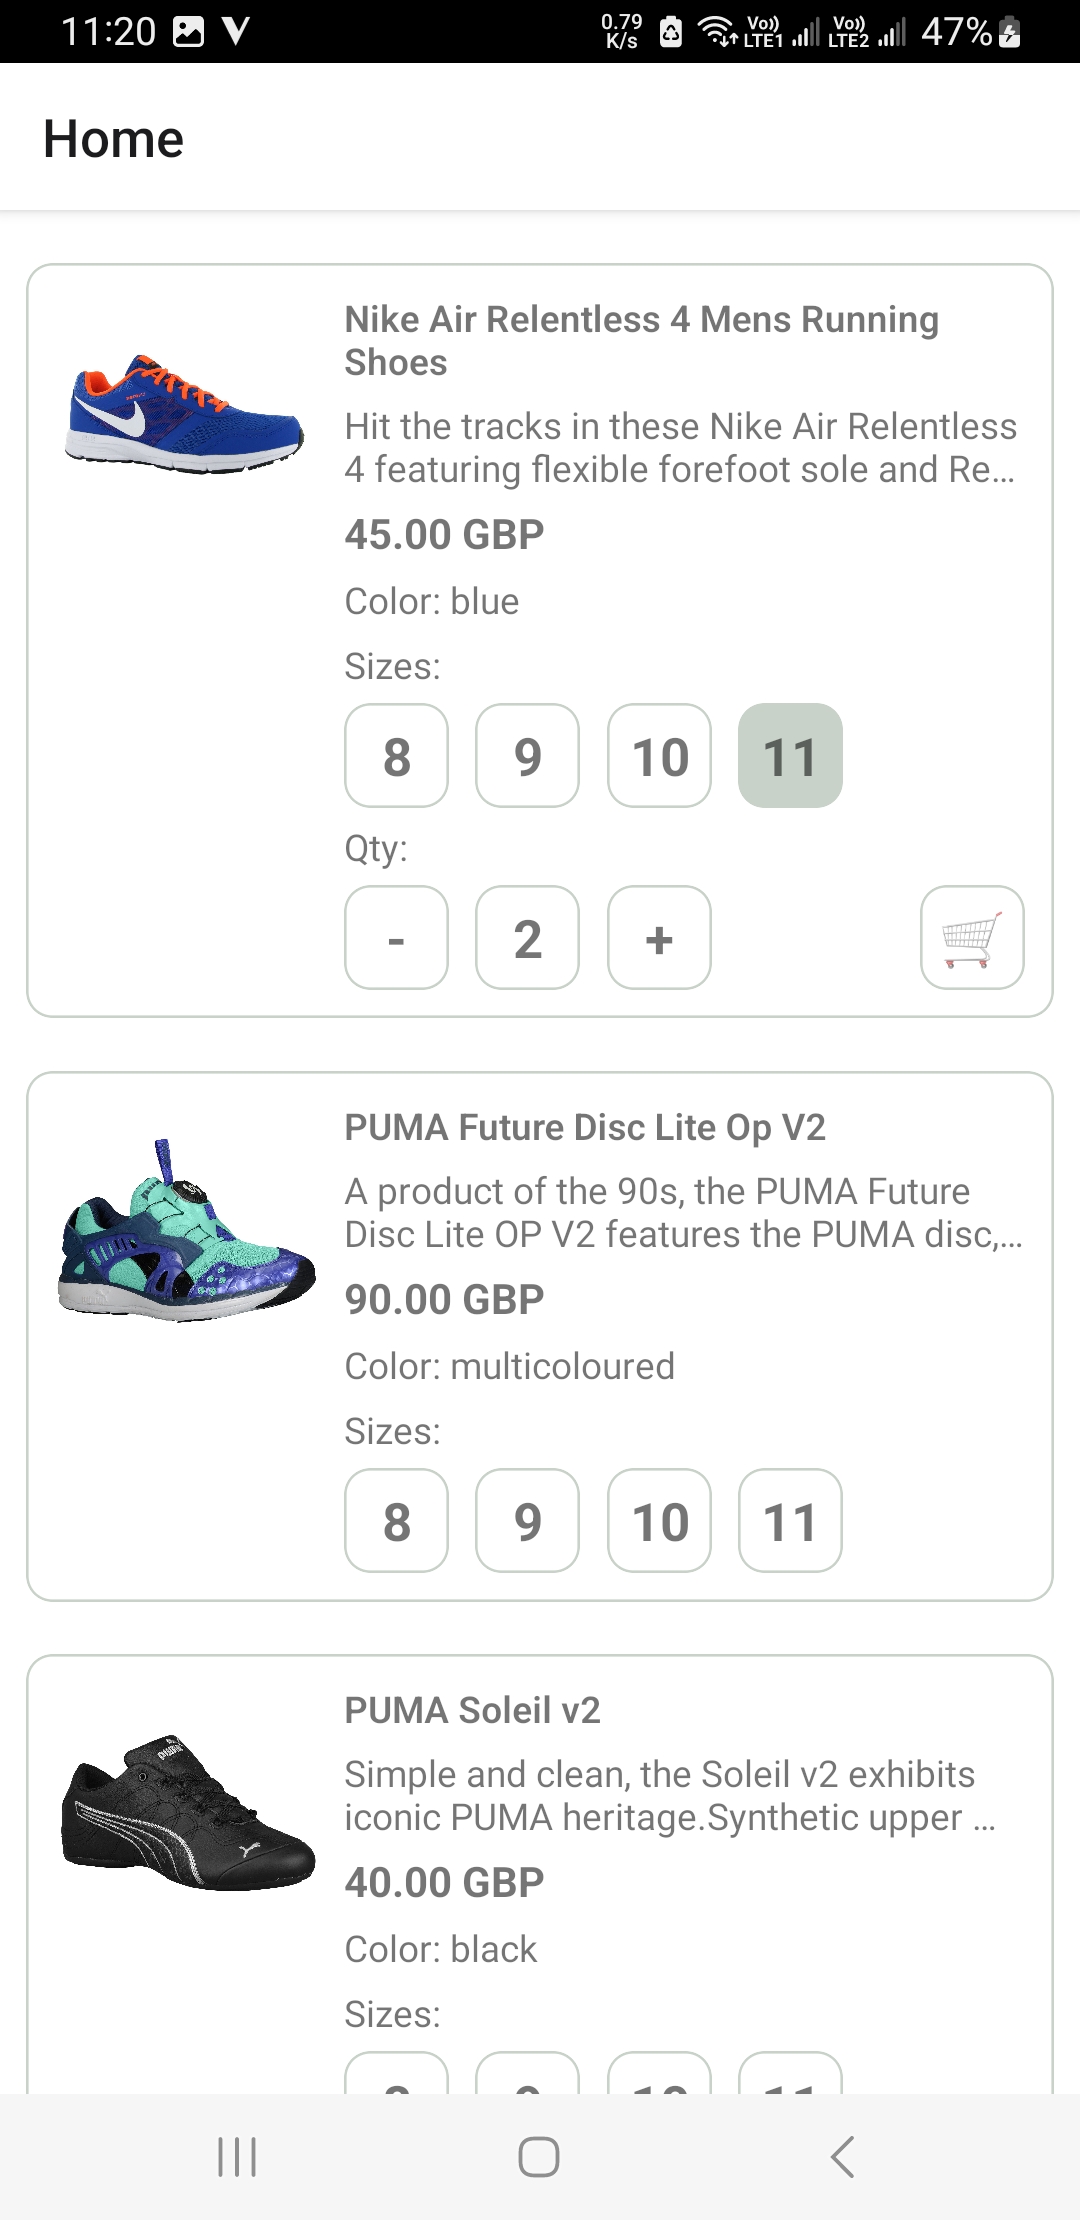 11:20
0.79
K/s
Vo))
LTE1
Vo))
LTE2
47%
Home
Nike Air Relentless 4 Mens Running
Shoes
Hit the tracks in these Nike Air Relentless
4 featuring flexible forefoot sole and Re...
45.00 GBP
Color: blue
Sizes:
8 9 10 11
Qty:
- 2 +
PUMA Future Disc Lite Op V2
A product of the 90s, the PUMA Future
Disc Lite OP V2 features the PUMA disc,...
90.00 GBP
Color: multicoloured
Sizes:
8 9 10 11
PUMA Soleil v2
Simple and clean, the Soleil v2 exhibits
iconic PUMA heritage.Synthetic upper ...
40.00 GBP
Color: black
Sizes: